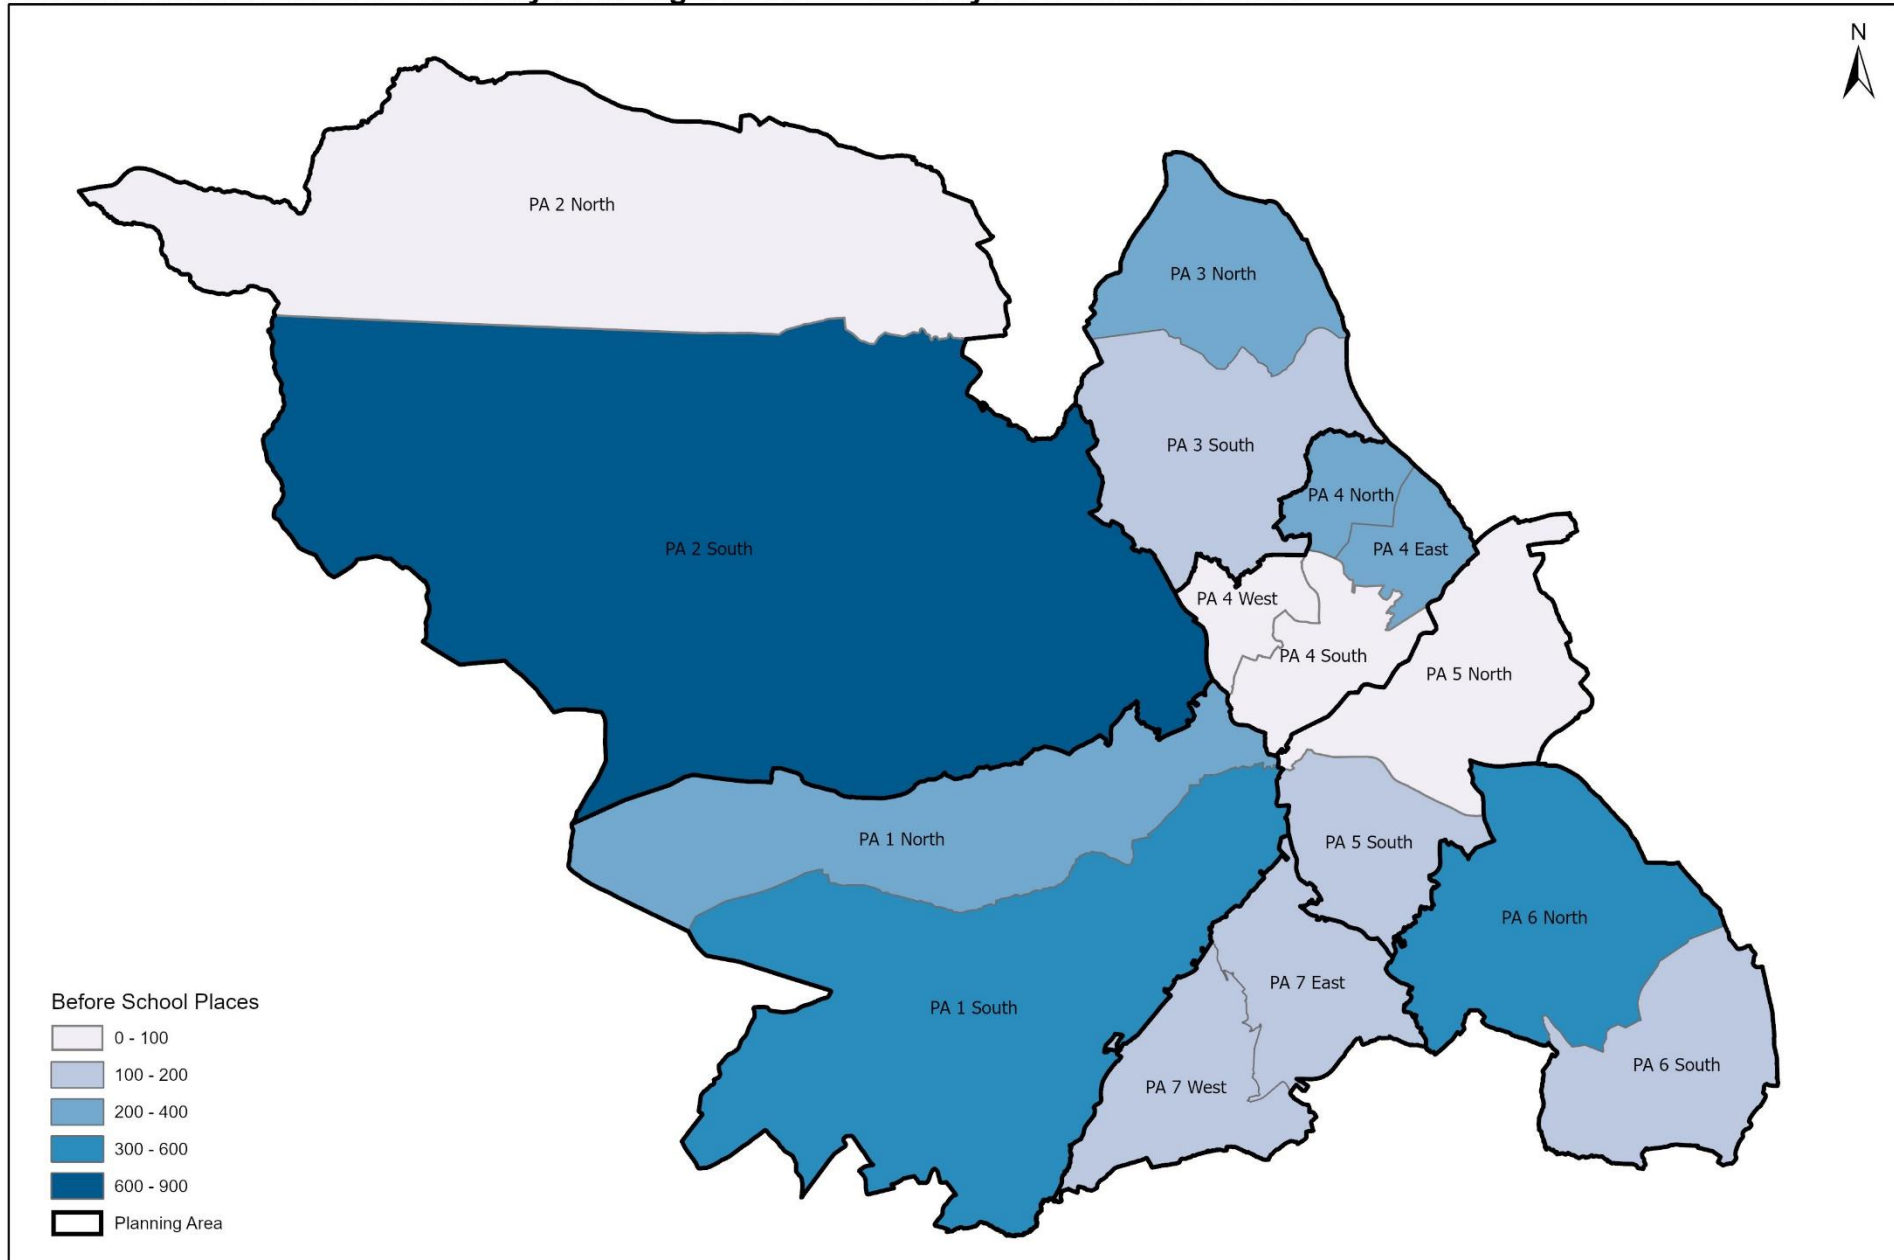 N
PA 2 North
PA 3 North
PA 3 South
PA 4 North
PA 2 South
PA 4 East
PA 4 West
PA 4 South
PA 5 North
PA 1 North
PA 5 South
PA 6 North
PA 7 East
PA 1 South
PA 6 South
PA 7 West
Before School Places
0 - 100
100 - 200
200 - 400
300 - 600
600 - 900
Planning Area